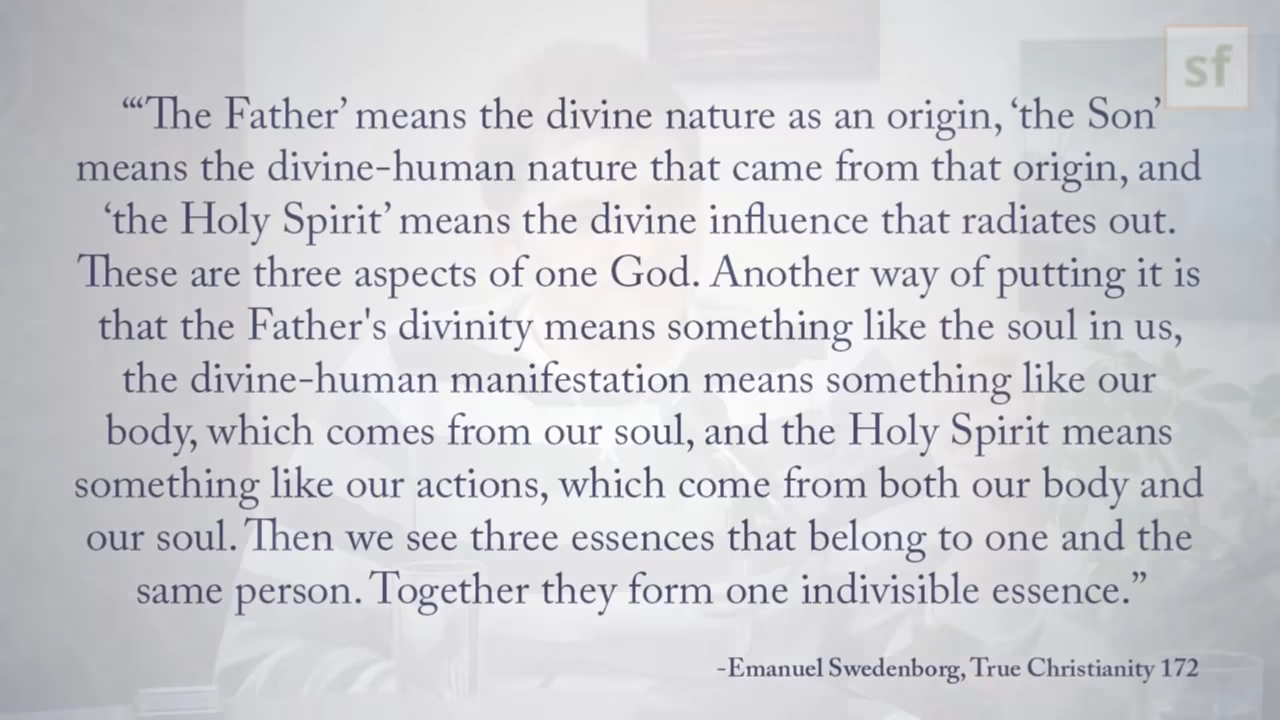 sf
“‘The Father’ means the divine nature as an origin, ‘the Son’
means the divine-human nature that came from that origin, and
‘the Holy Spirit’ means the divine influence that radiates out.
These are three aspects of one God. Another way of putting it is
that the Father's divinity means something like the soul in us,
the divine-human manifestation means something like our
body, which comes from our soul, and the Holy Spirit means
something like our actions, which come from both our body and
our soul. Then we see three essences that belong to one and the
same person. Together they form one indivisible essence.”
-Emanuel Swedenborg, True Christianity 172